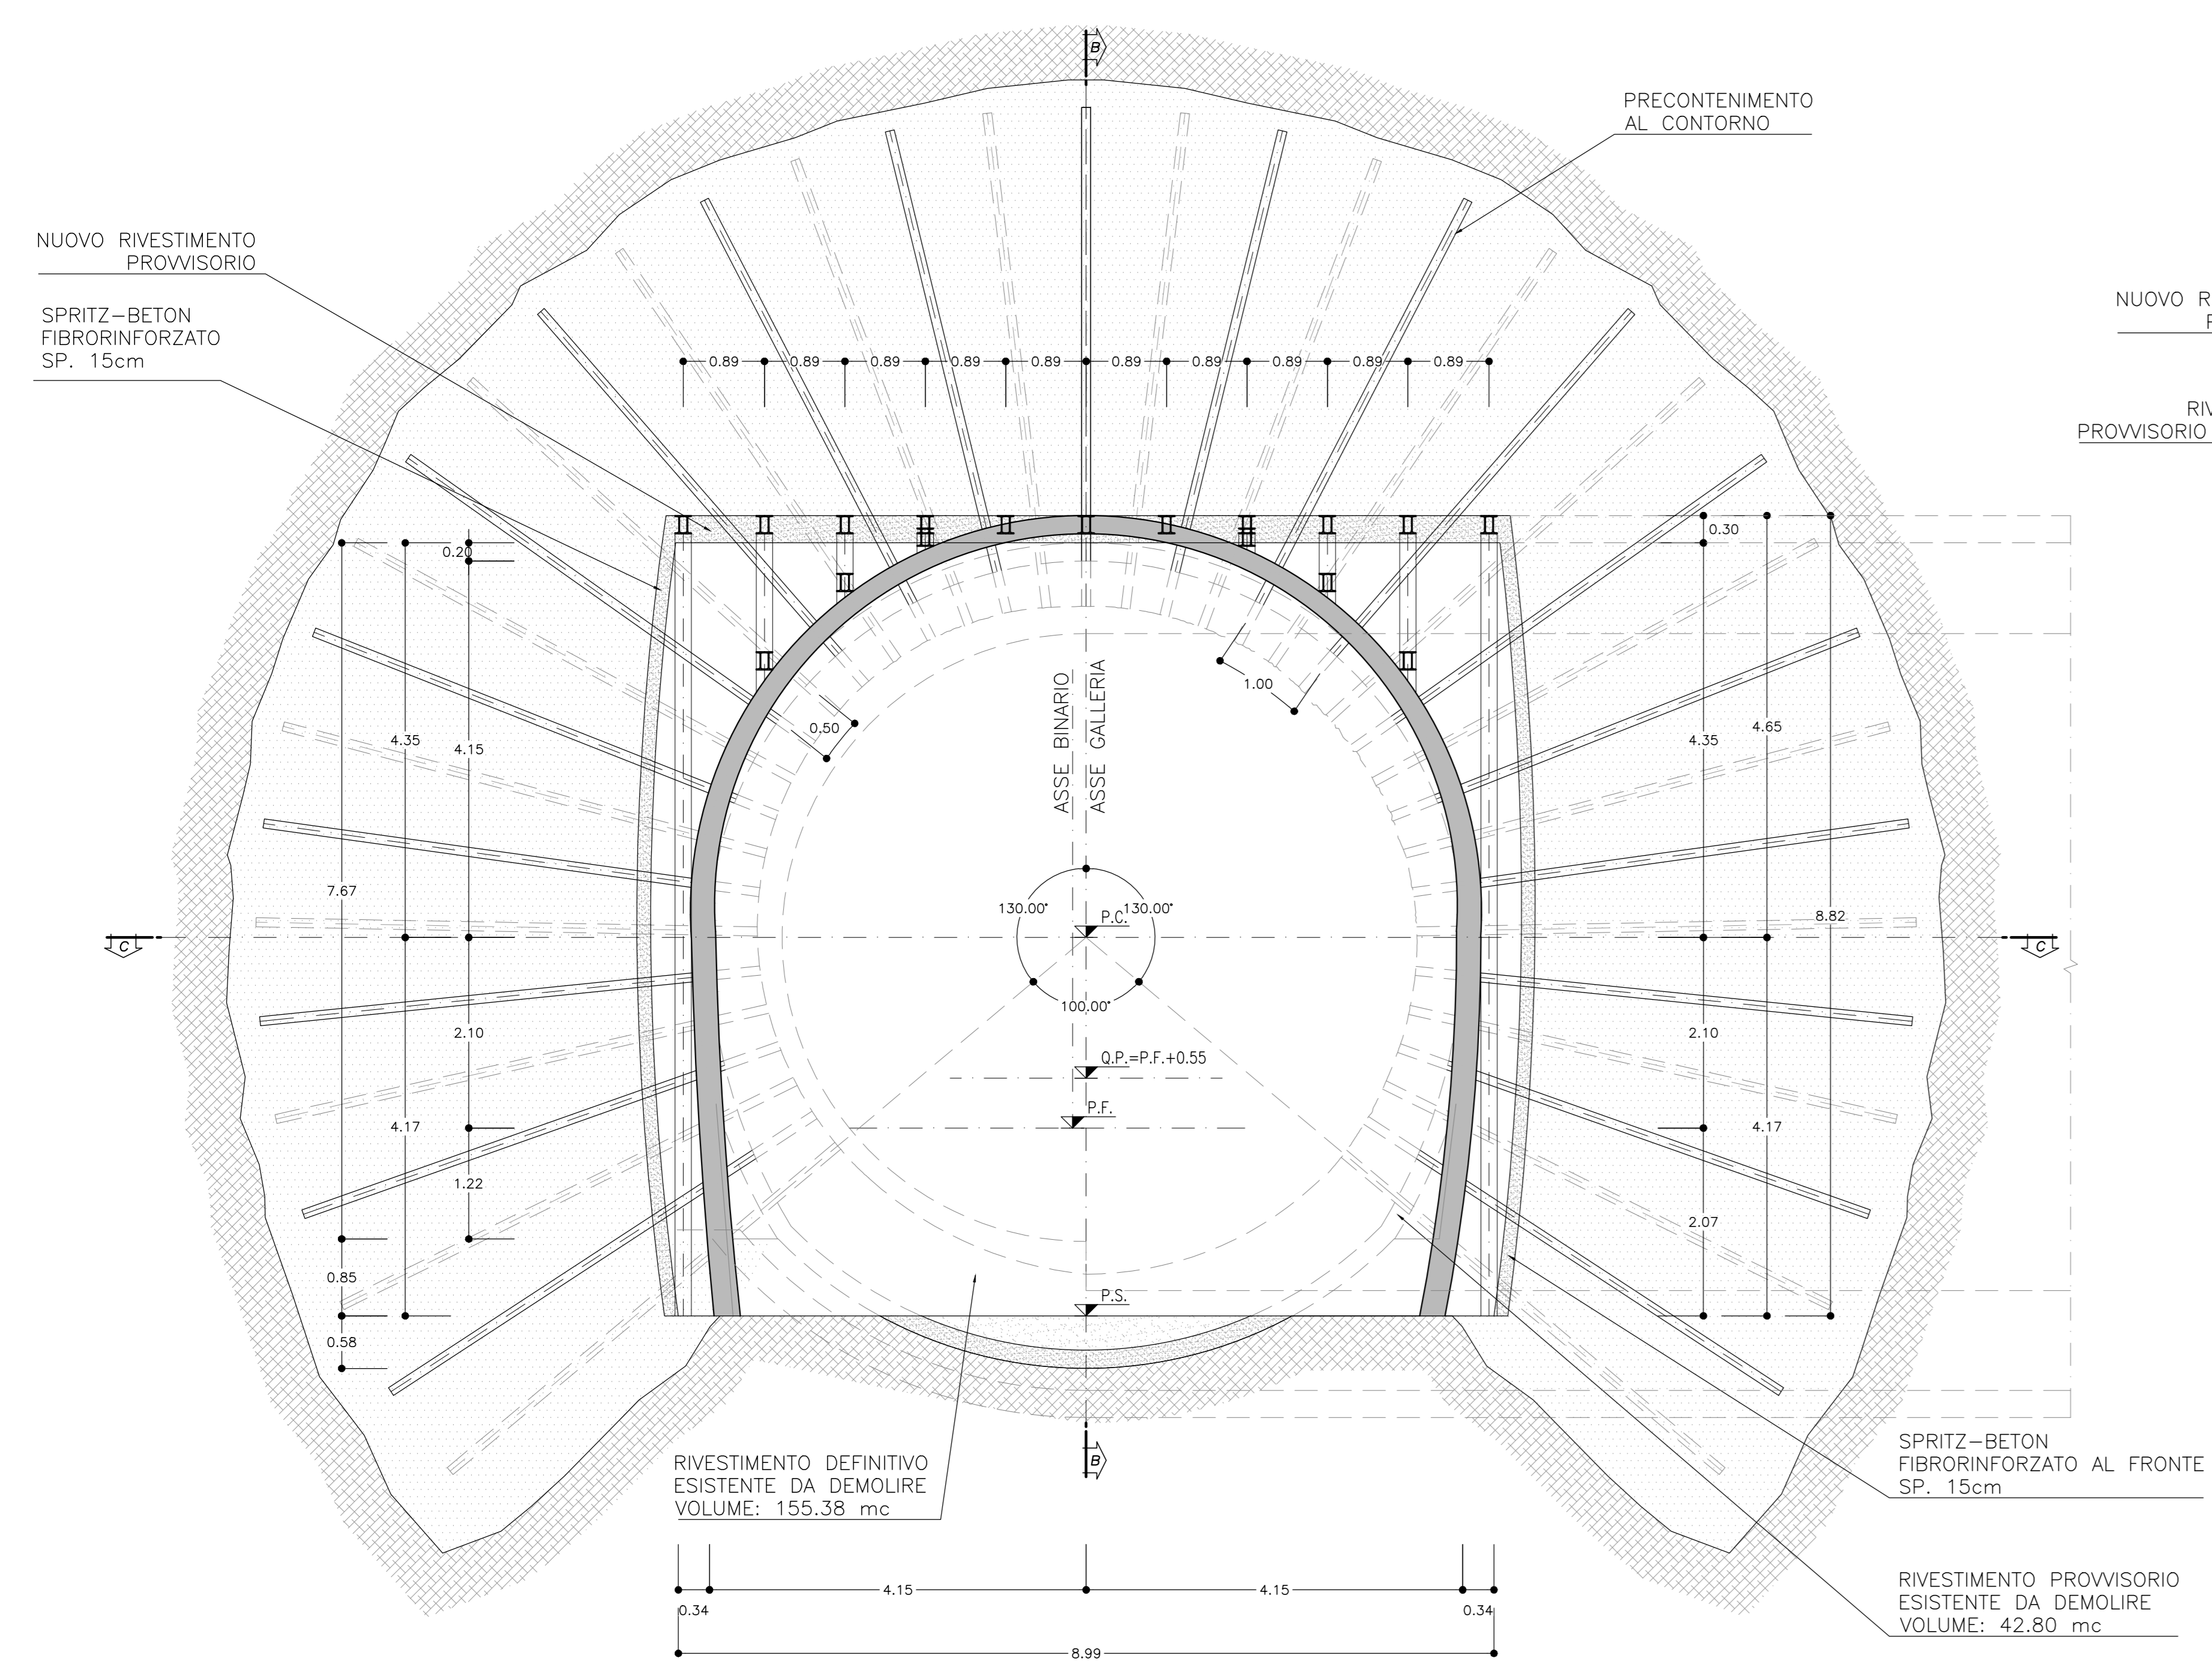 B
PRECONTENIMENTO
AL CONTORNO
NUOVO RIVESTIMENTO
PROVVISORIO
SPRITZ-BETON
FIBRORINFORZATO
SP. 15cm
NUOVO R
RIV
PROVVISORIO
0.89 0.89 0.89 0.89 0.89 0.89 0.89 0.89 0.89 0.89
0.20
0.30
1.00
0.50
4.35
4.15
4.35
4.65
ASSE BINARIO
ASSE GALLERIA
7.67
130.00°
130.00°
P.C.
8.82
C
C
100.00°
2.10
2.10
Q.P.=P.F.+0.55
P.F.
4.17
4.17
1.22
2.07
0.85
P.S.
0.58
B
RIVESTIMENTO DEFINITIVO
ESISTENTE DA DEMOLIRE
VOLUME: 155.38 mc
SPRITZ-BETON
FIBRORINFORZATO AL FRONTE
SP. 15cm
RIVESTIMENTO PROVVISORIO
ESISTENTE DA DEMOLIRE
VOLUME: 42.80 mc
4.15 4.15
0.34 0.34
8.99